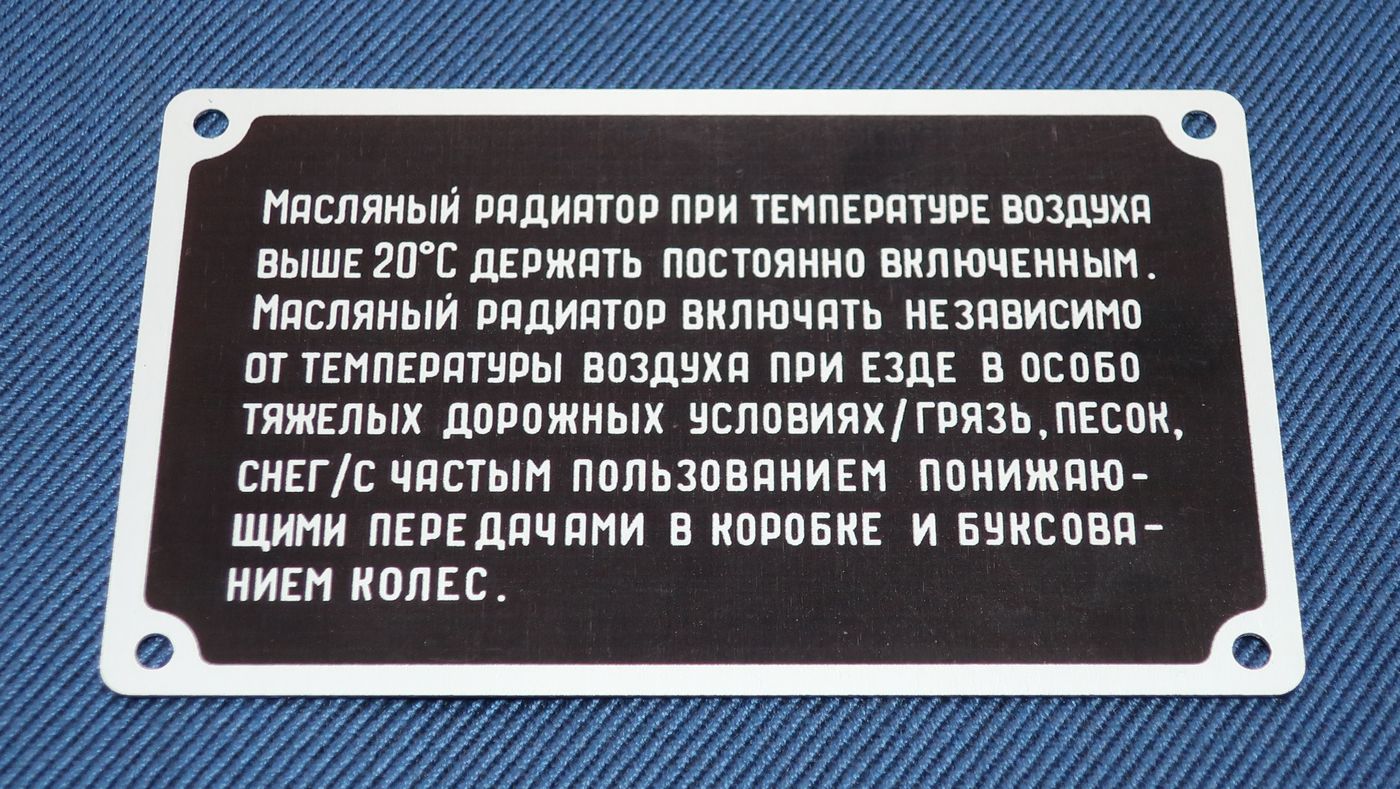 Масляный радиатор при температуре воздуха
выше 20°С держать постоянно включенным.
Масляный радиатор включать независимо
от температуры воздуха при езде в особо
тяжелых дорожных условиях/грязь, песок,
снег/с частым пользованием понижаю-
щими передачами в коробке и буксова-
нием колес.